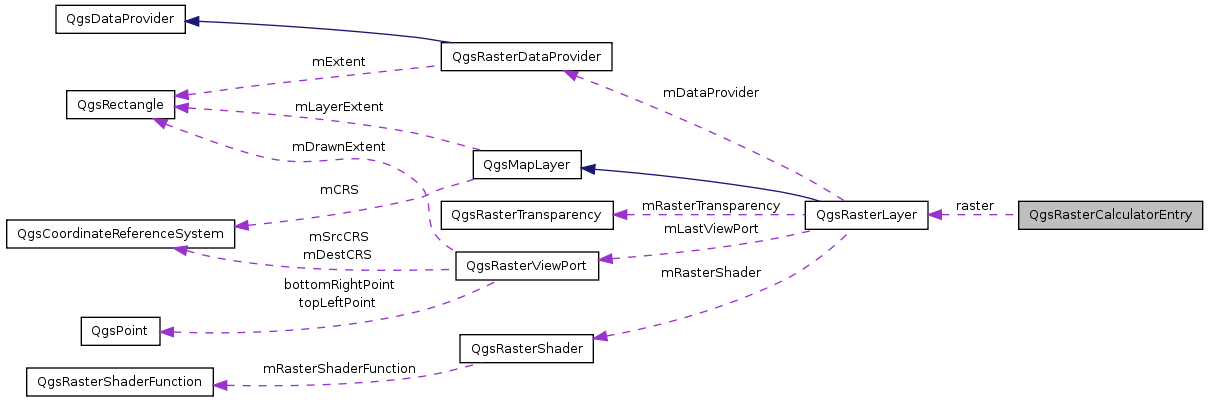 QgsDataProvider
QgsRasterDataProvider
mExtent
mDataProvider
QgsRectangle
mLayerExtent
mDrawnExtent
QgsMapLayer
mCRS
QgsRasterTransparency
mRasterTransparency
QgsRasterLayer
raster
QgsRasterCalculatorEntry
mLastViewPort
QgsCoordinateReferenceSystem
mSrcCRS
mDestCRS
QgsRasterViewPort
mRasterShader
bottomRightPoint
topLeftPoint
QgsPoint
QgsRasterShader
mRasterShaderFunction
QgsRasterShaderFunction